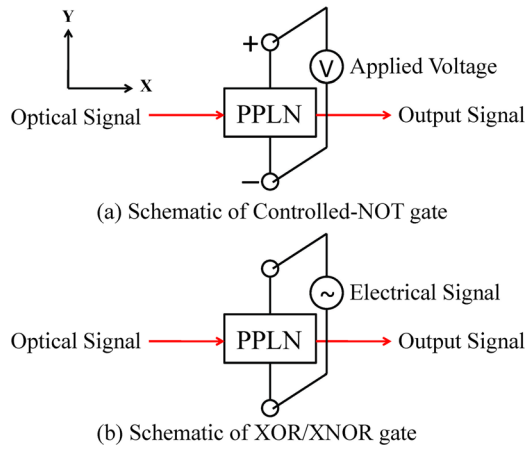 Y
X
+
V
Applied Voltage
Optical Signal
PPLN
Output Signal
−
(a) Schematic of Controlled-NOT gate
~
Electrical Signal
Optical Signal
PPLN
Output Signal
(b) Schematic of XOR/XNOR gate